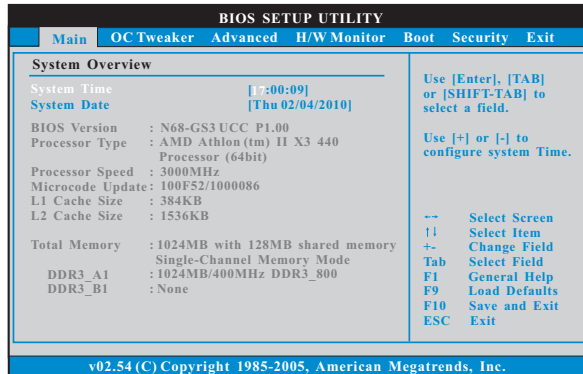 BIOS SETUP UTILITY
Main OC Tweaker Advanced H/W Monitor Boot Security Exit
System Overview
System Time [17:00:09]
System Date [Thu 02/04/2010]
BIOS Version : N68-GS3 UCC P1.00
Processor Type : AMD Athlon (tm) II X3 440
Processor (64bit)
Processor Speed : 3000MHz
Microcode Update : 100F52/1000086
L1 Cache Size : 384KB
L2 Cache Size : 1536KB
Total Memory : 1024MB with 128MB shared memory
Single-Channel Memory Mode
DDR3_A1 : 1024MB/400MHz DDR3_800
DDR3_B1 : None
Use [Enter], [TAB]
or [SHIFT-TAB] to
select a field.
Use [+] or [-] to
configure system Time.
←→ Select Screen
↑↓ Select Item
+- Change Field
Tab Select Field
F1 General Help
F9 Load Defaults
F10 Save and Exit
ESC Exit
v02.54 (C) Copyright 1985-2005, American Megatrends, Inc.